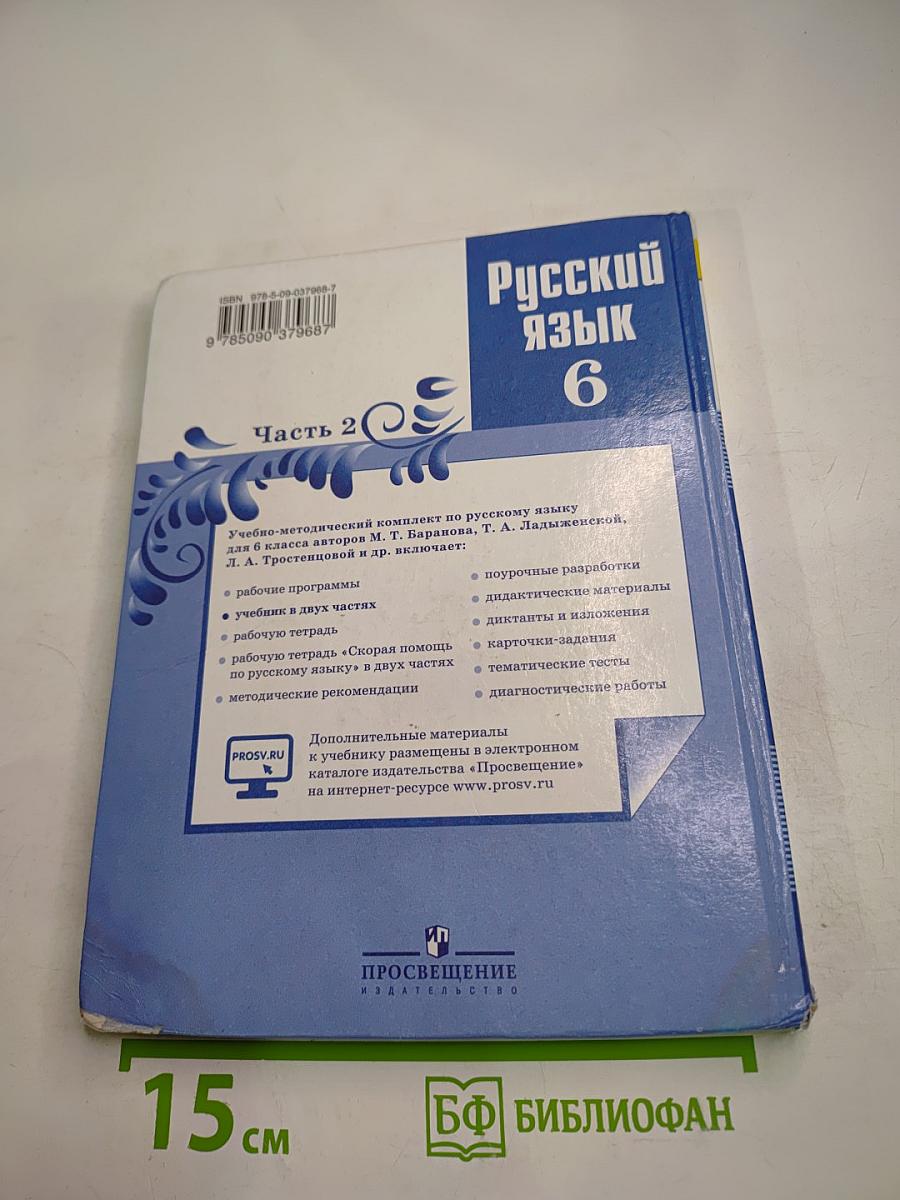 ISBN 978-5-09-037968-7
9 785090 379687
Русский
язык
6
Часть 2
Учебно-методический комплект по русскому языку
для 6 класса авторов М. Т. Баранова, Т. А. Ладыженской,
Л. А. Тростенцовой и др. включает:
• рабочие программы
• учебник в двух частях
• рабочую тетрадь
• рабочую тетрадь «Скорая помощь
по русскому языку» в двух частях
• методические рекомендации
• поурочные разработки
• дидактические материалы
• диктанты и изложения
• карточки-задания
• тематические тесты
• диагностические работы
PROSV.RU
Дополнительные материалы
к учебнику размещены в электронном
каталоге издательства «Просвещение»
на интернет-ресурсе www.prosv.ru
ИП
ПРОСВЕЩЕНИЕ
ИЗДАТЕЛЬСТВО
15 см
БФ БИБЛИОФАН